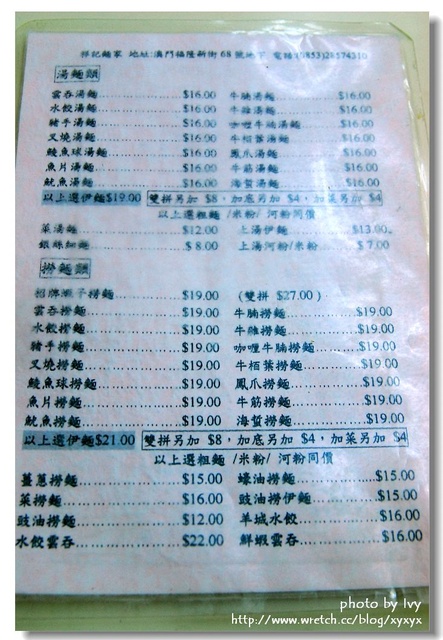 祥記麵家 地址:澳門福隆新街68號地下 電話:(0853)28574310
湯麵類
雲吞湯麵 $16.00 牛腩湯麵 $16.00
水餃湯麵 $16.00 牛雜湯麵 $16.00
豬手湯麵 $16.00 咖喱牛腩湯麵 $16.00
叉燒湯麵 $16.00 牛栢葉湯麵 $16.00
鯪魚球湯麵 $16.00 鳳爪湯麵 $16.00
魚片湯麵 $16.00 牛筋湯麵 $16.00
魷魚湯麵 $16.00 海蜇湯麵 $16.00
以上選伊麵$19.00 雙拼另加 $8,加底另加 $4,加菜另加 $4
以上選粗麵 /米粉/ 河粉同價
菜湯麵 $12.00 上湯伊麵 $13.00
銀絲細麵 $8.00 上湯河粉/米粉 $7.00
撈麵類
招牌蝦子撈麵 $19.00 (雙拼 $27.00)
雲吞撈麵 $19.00 牛腩撈麵 $19.00
水餃撈麵 $19.00 牛雜撈麵 $19.00
豬手撈麵 $19.00 咖喱牛腩撈麵 $19.00
叉燒撈麵 $19.00 牛栢葉撈麵 $19.00
鯪魚球撈麵 $19.00 鳳爪撈麵 $19.00
魚片撈麵 $19.00 牛筋撈麵 $19.00
魷魚撈麵 $19.00 海蜇撈麵 $19.00
以上選伊麵$21.00 雙拼另加 $8,加底另加 $4,加菜另加 $4
以上選粗麵 /米粉/ 河粉同價
薑蔥撈麵 $15.00 蠔油撈麵 $15.00
菜撈麵 $16.00 豉油撈伊麵 $15.00
豉油撈麵 $12.00 羊城水餃 $16.00
水餃雲吞 $22.00 鮮蝦雲吞 $16.00
photo by Ivy
http://www.wretch.cc/blog/xyxyx